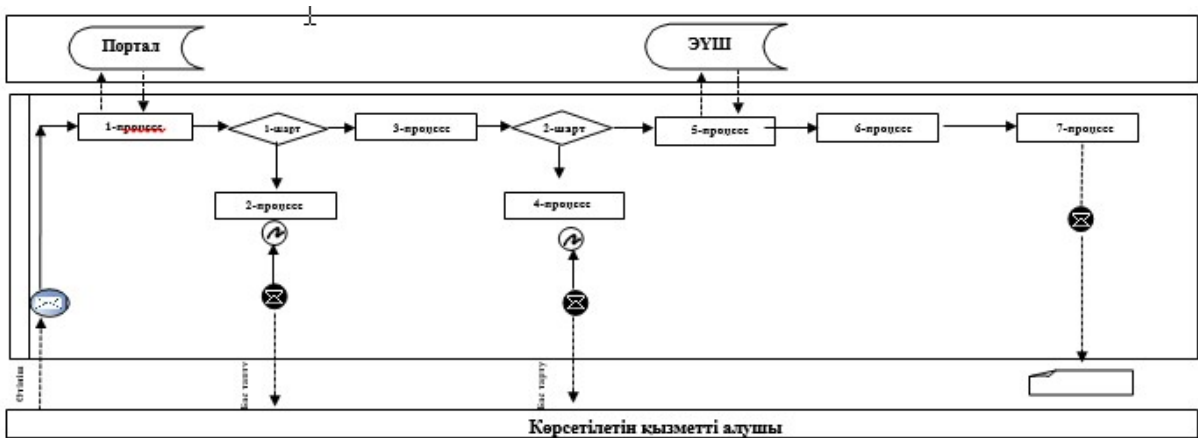 Портал
ЭҮШ
1-процесс
1-шарт
3-процесс
2-шарт
5-процесс
6-процесс
7-процесс
2-процесс
4-процесс
Өтініш
Бас тарту
Бас тарту
Көрсетілетін қызметті алушы